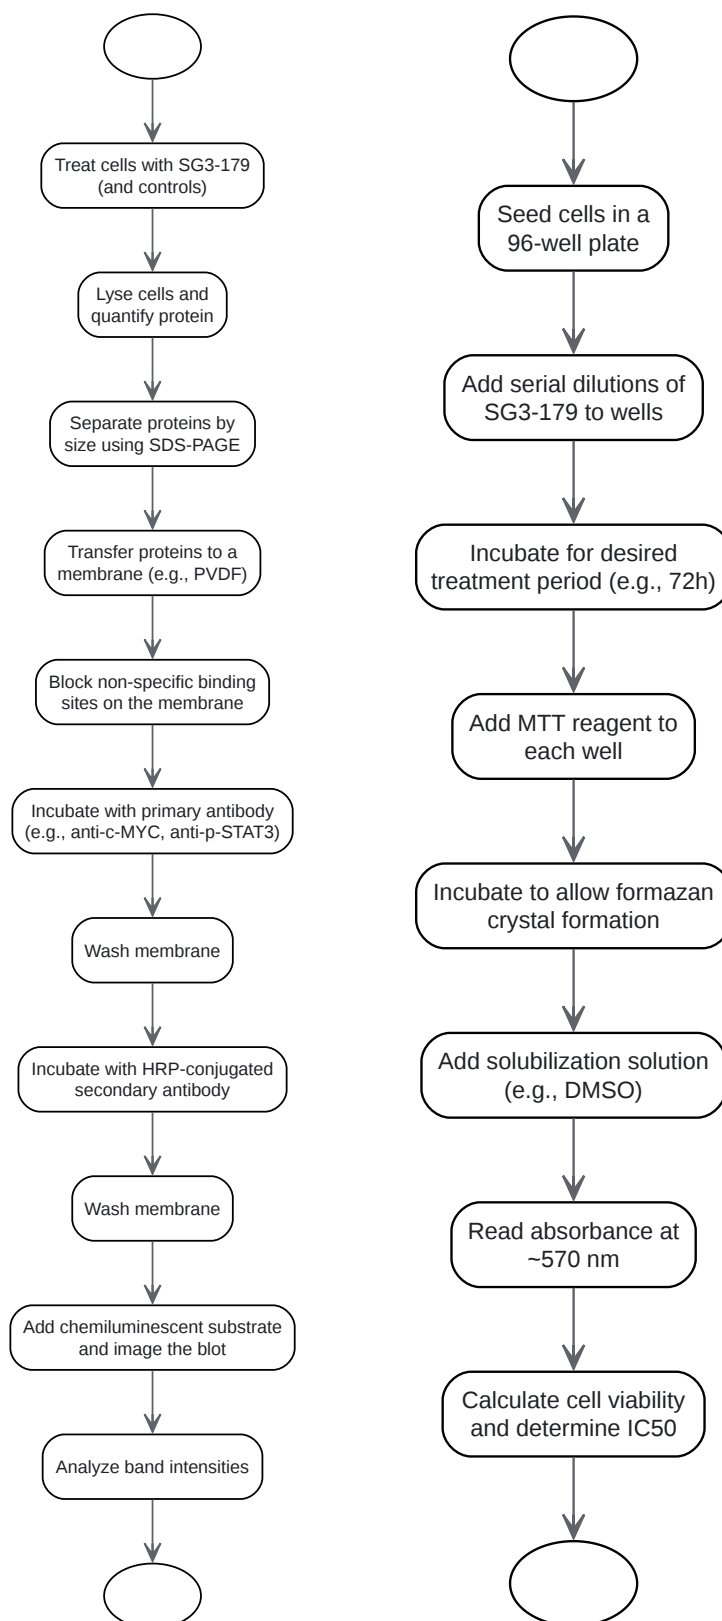 Treat cells with SG3-179
(and controls)
Lyse cells and
quantify protein
Separate proteins by
size using SDS-PAGE
Transfer proteins to a
membrane (e.g., PVDF)
Block non-specific binding
sites on the membrane
Incubate with primary antibody
(e.g., anti-c-MYC, anti-p-STAT3)
Wash membrane
Incubate with HRP-conjugated
secondary antibody
Wash membrane
Add chemiluminescent substrate
and image the blot
Analyze band intensities
Seed cells in a
96-well plate
Add serial dilutions of
SG3-179 to wells
Incubate for desired
treatment period (e.g., 72h)
Add MTT reagent to
each well
Incubate to allow formazan
crystal formation
Add solubilization solution
(e.g., DMSO)
Read absorbance at
~570 nm
Calculate cell viability
and determine IC50